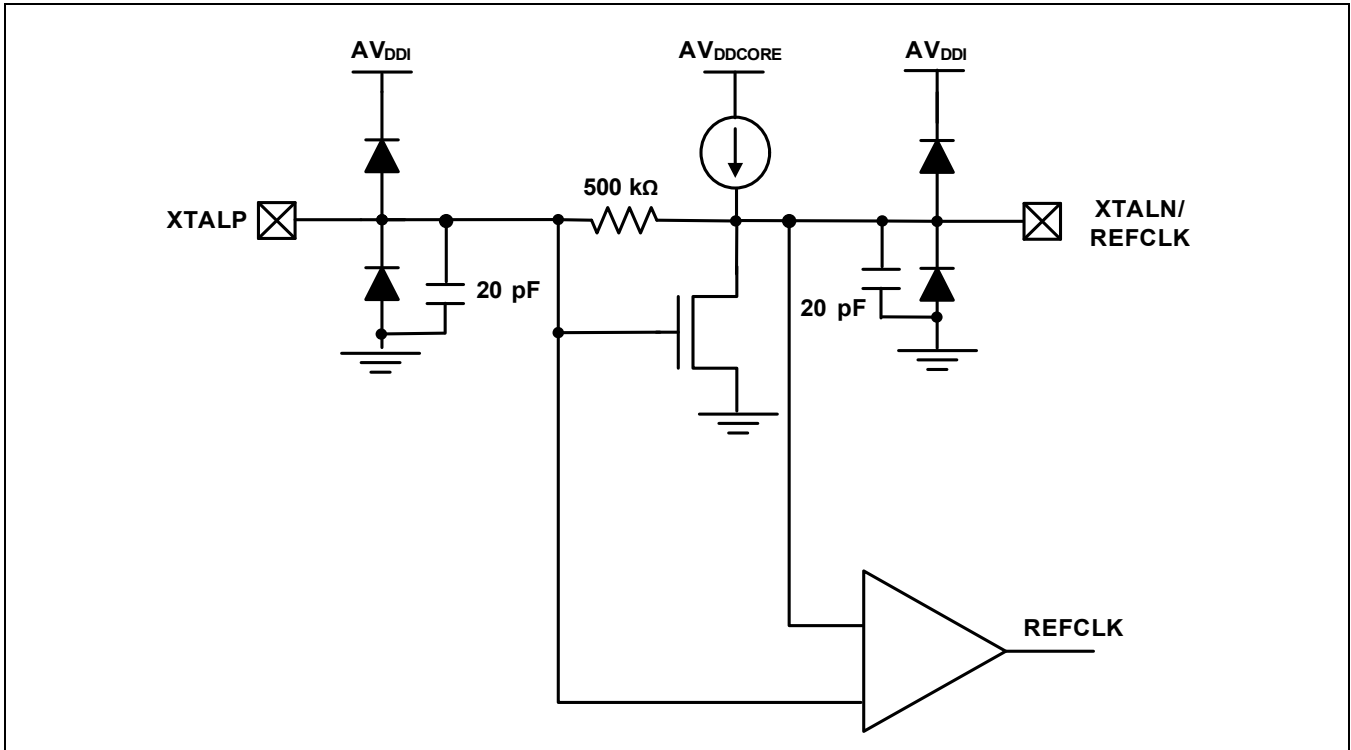 AVDDI
AVDDCORE
AVDDI
500 kΩ
XTALP
XTALN/
REFCLK
20 pF
20 pF
REFCLK